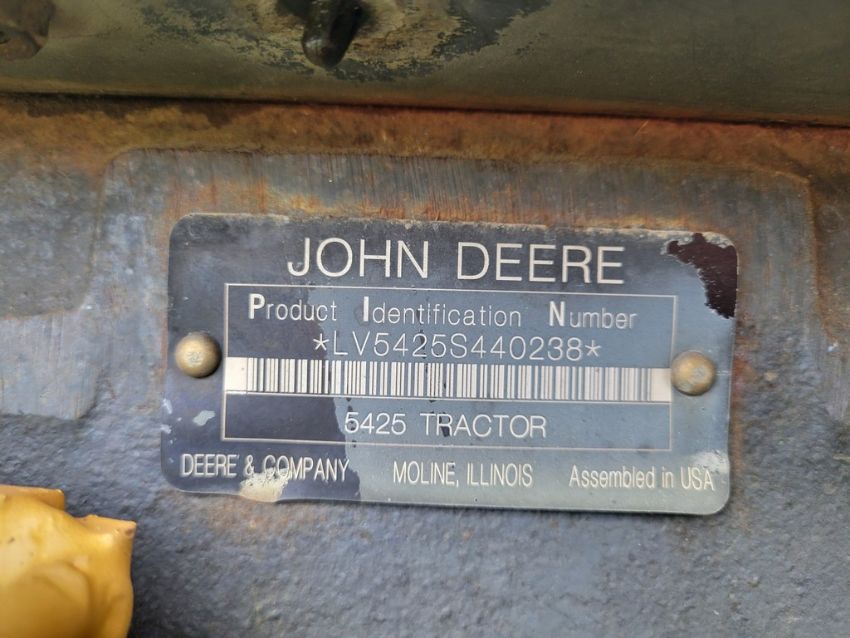 JOHN DEERE
Product Identification Number
*LV5425S440238*
5425 TRACTOR
DEERE & COMPANY MOLINE, ILLINOIS Assembled in USA